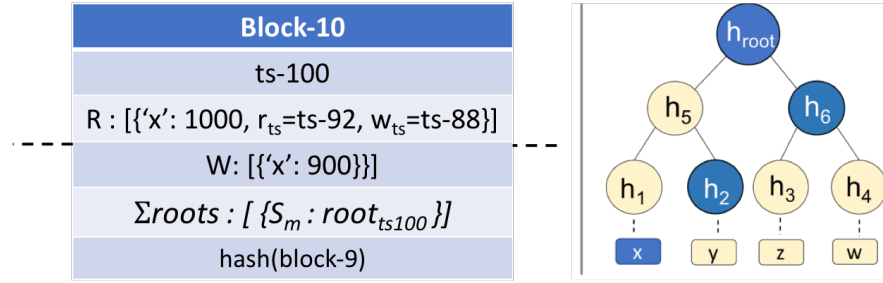 Block-10
ts-100
R : [{‘x’: 1000, rts=ts-92, wts=ts-88}]
W: [{‘x’: 900}}]
Σroots : [ {Sm : rootts100 }]
hash(block-9)
hroot
h5
h6
h1
h2
h3
h4
x
y
z
w